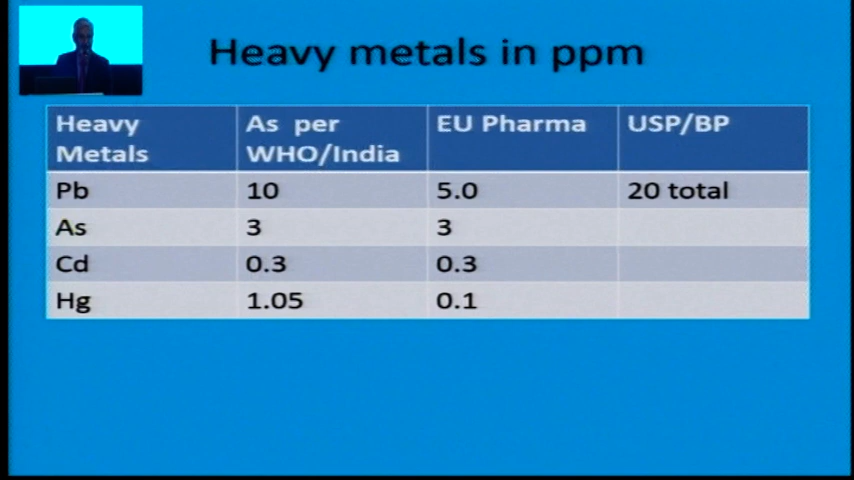 Heavy metals in ppm
Heavy Metals As per WHO/India EU Pharma USP/BP
Pb 10 5.0 20 total
As 3 3
Cd 0.3 0.3
Hg 1.05 0.1